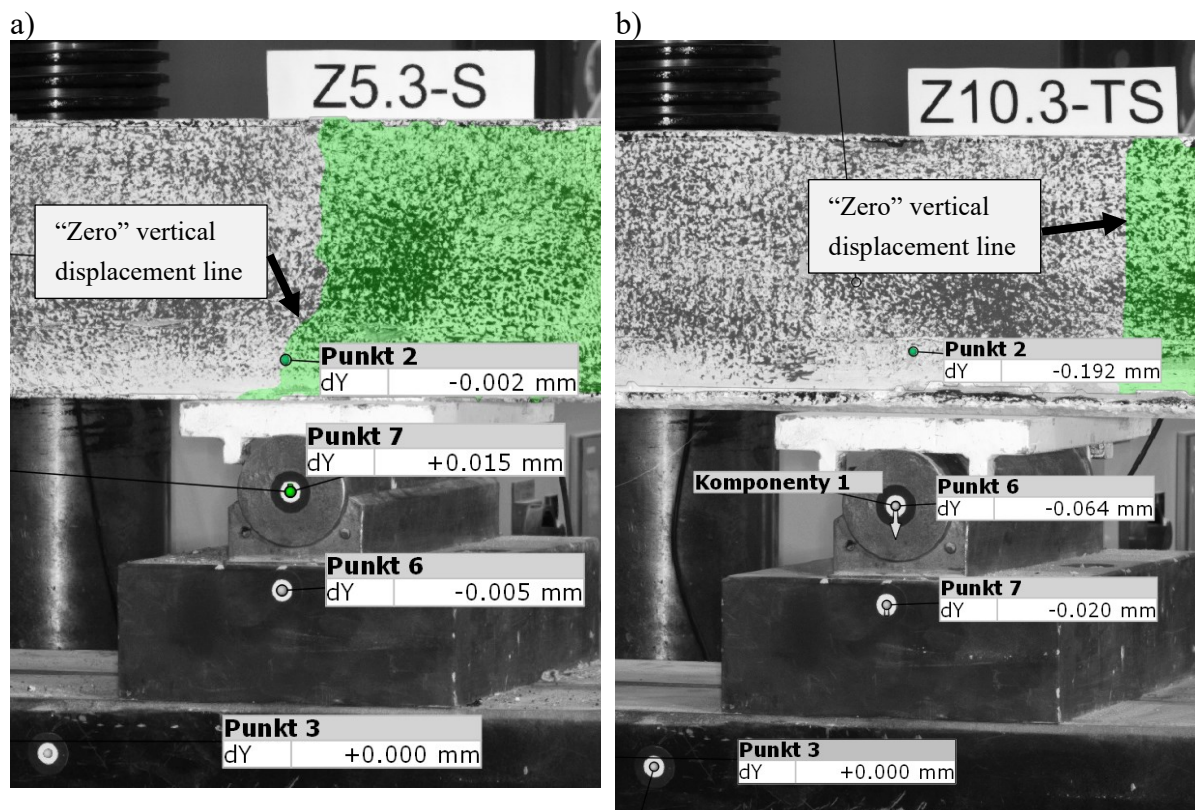 a)
Z5.3-S
“Zero” vertical
displacement line
Punkt 2
dY -0.002 mm
Punkt 7
dY +0.015 mm
Punkt 6
dY -0.005 mm
Punkt 3
dY +0.000 mm
b)
Z10.3-TS
“Zero” vertical
displacement line
Punkt 2
dY -0.192 mm
Komponenty 1
Punkt 6
dY -0.064 mm
Punkt 7
dY -0.020 mm
Punkt 3
dY +0.000 mm